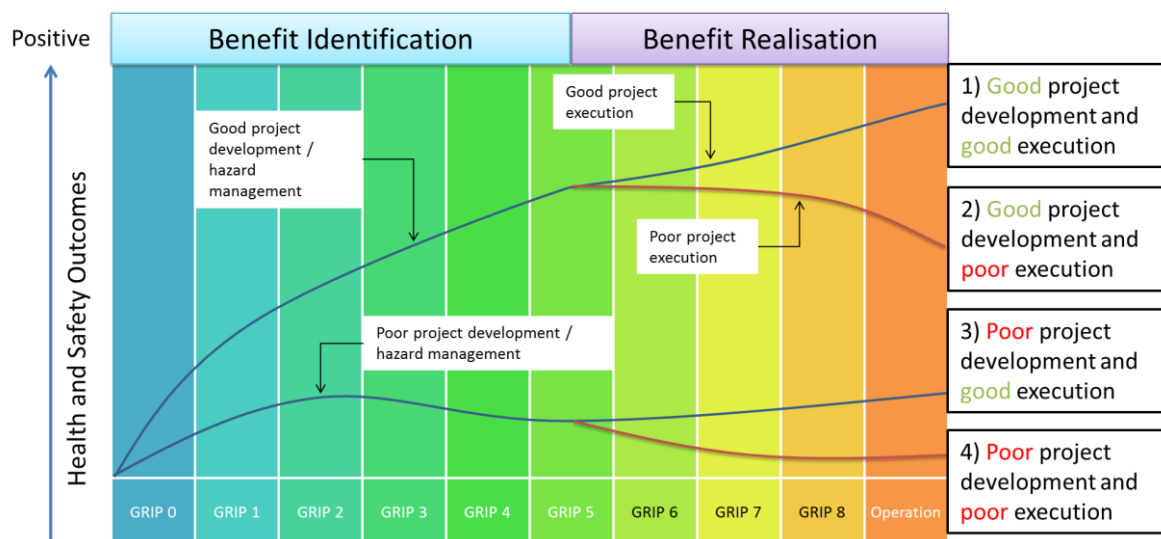 Positive
Benefit Identification
Benefit Realisation
Health and Safety Outcomes
Good project
development /
hazard
management
Good project
execution
Poor project
execution
Poor project development /
hazard management
1) Good project
development and
good execution
2) Good project
development and
poor execution
3) Poor project
development and
good execution
4) Poor project
development and
poor execution
GRIP 0
GRIP 1
GRIP 2
GRIP 3
GRIP 4
GRIP 5
GRIP 6
GRIP 7
GRIP 8
Operation